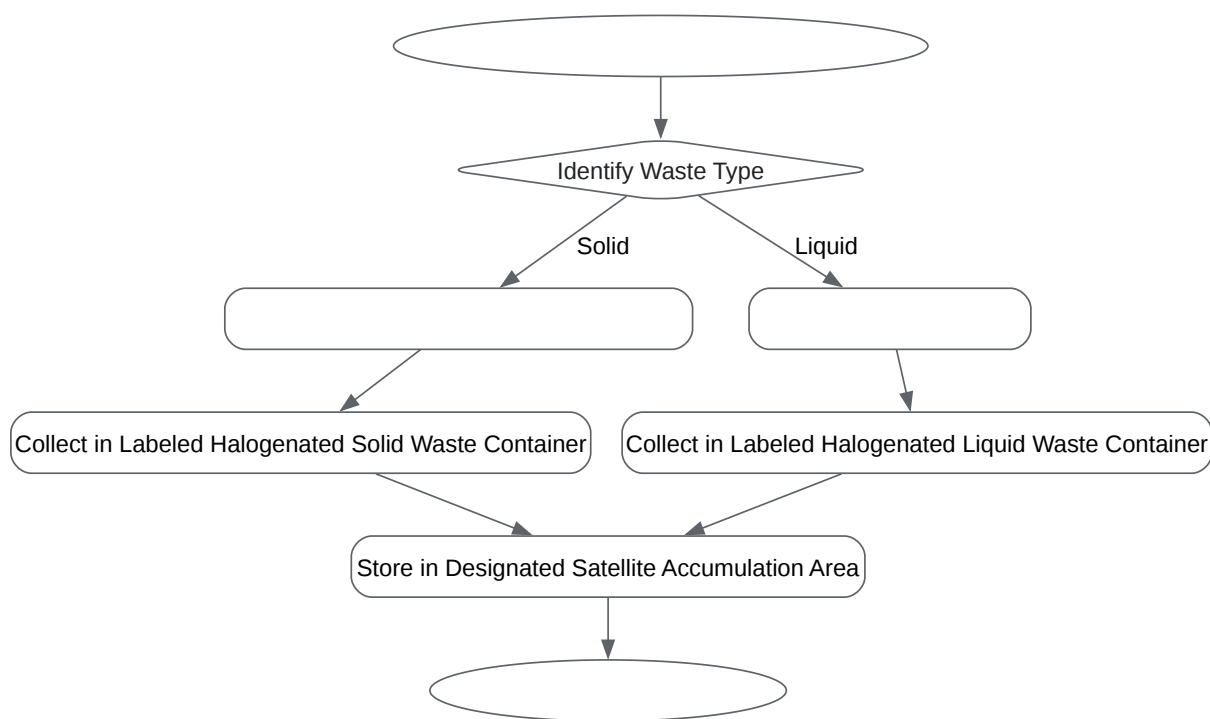 Identify Waste Type
Solid
Liquid
Collect in Labeled Halogenated Solid Waste Container
Collect in Labeled Halogenated Liquid Waste Container
Store in Designated Satellite Accumulation Area